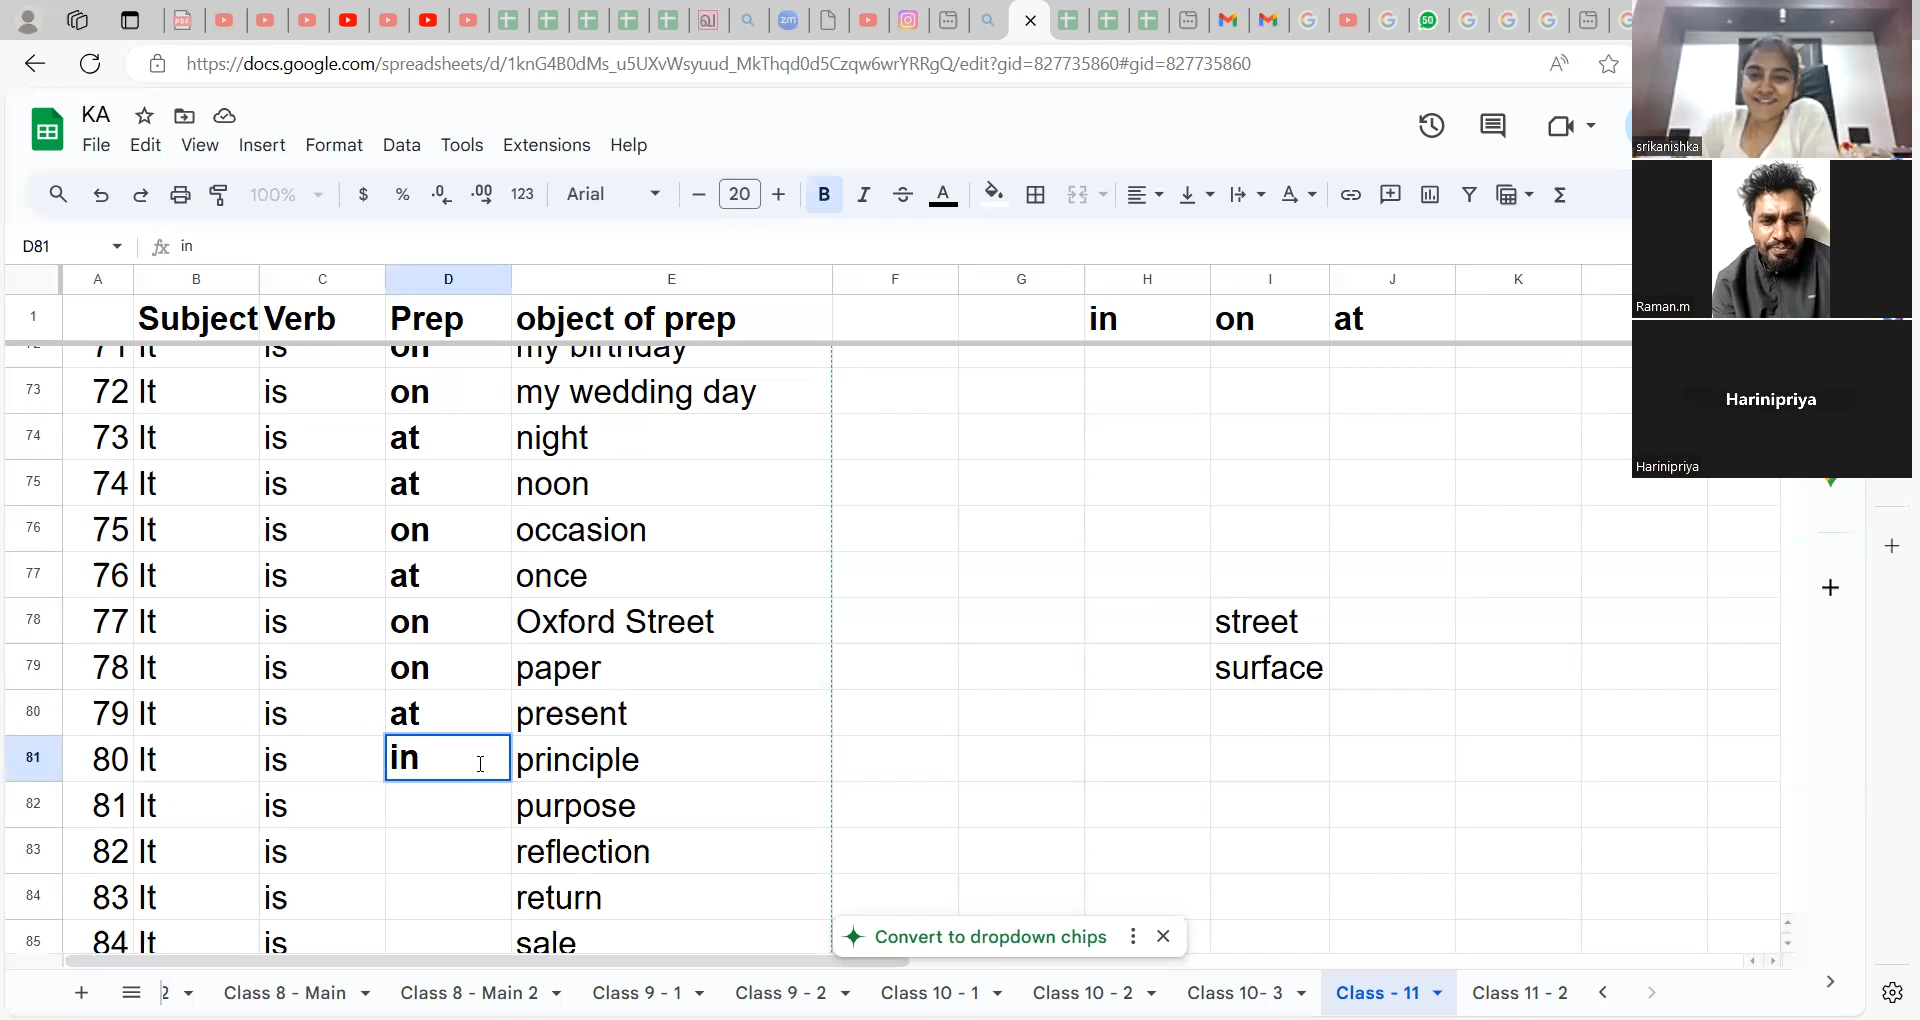 https://docs.google.com/spreadsheets/d/1knG4B0dMs_u5UXvWsyuud_MkThqd0d5Czqw6wrYRRgQ/edit?gid=827735860#gid=827735860
KA
File Edit View Insert Format Data Tools Extensions Help
100% $ % .0 .00 123 Arial 20 B I S A
D81 fx in
A B C D E F G H I J K
1 Subject Verb Prep object of prep in on at
71 It is on my birthday
73 72 It is on my wedding day
74 73 It is at night
75 74 It is at noon
76 75 It is on occasion
77 76 It is at once
78 77 It is on Oxford Street street
79 78 It is on paper surface
80 79 It is at present
81 80 It is in principle
82 81 It is purpose
83 82 It is reflection
84 83 It is return
85 84 It is sale
Convert to dropdown chips
2 Class 8 - Main Class 8 - Main 2 Class 9 - 1 Class 9 - 2 Class 10 - 1 Class 10 - 2 Class 10- 3 Class - 11 Class 11 - 2
srikanishka
Raman.m
Harinipriya
Harinipriya